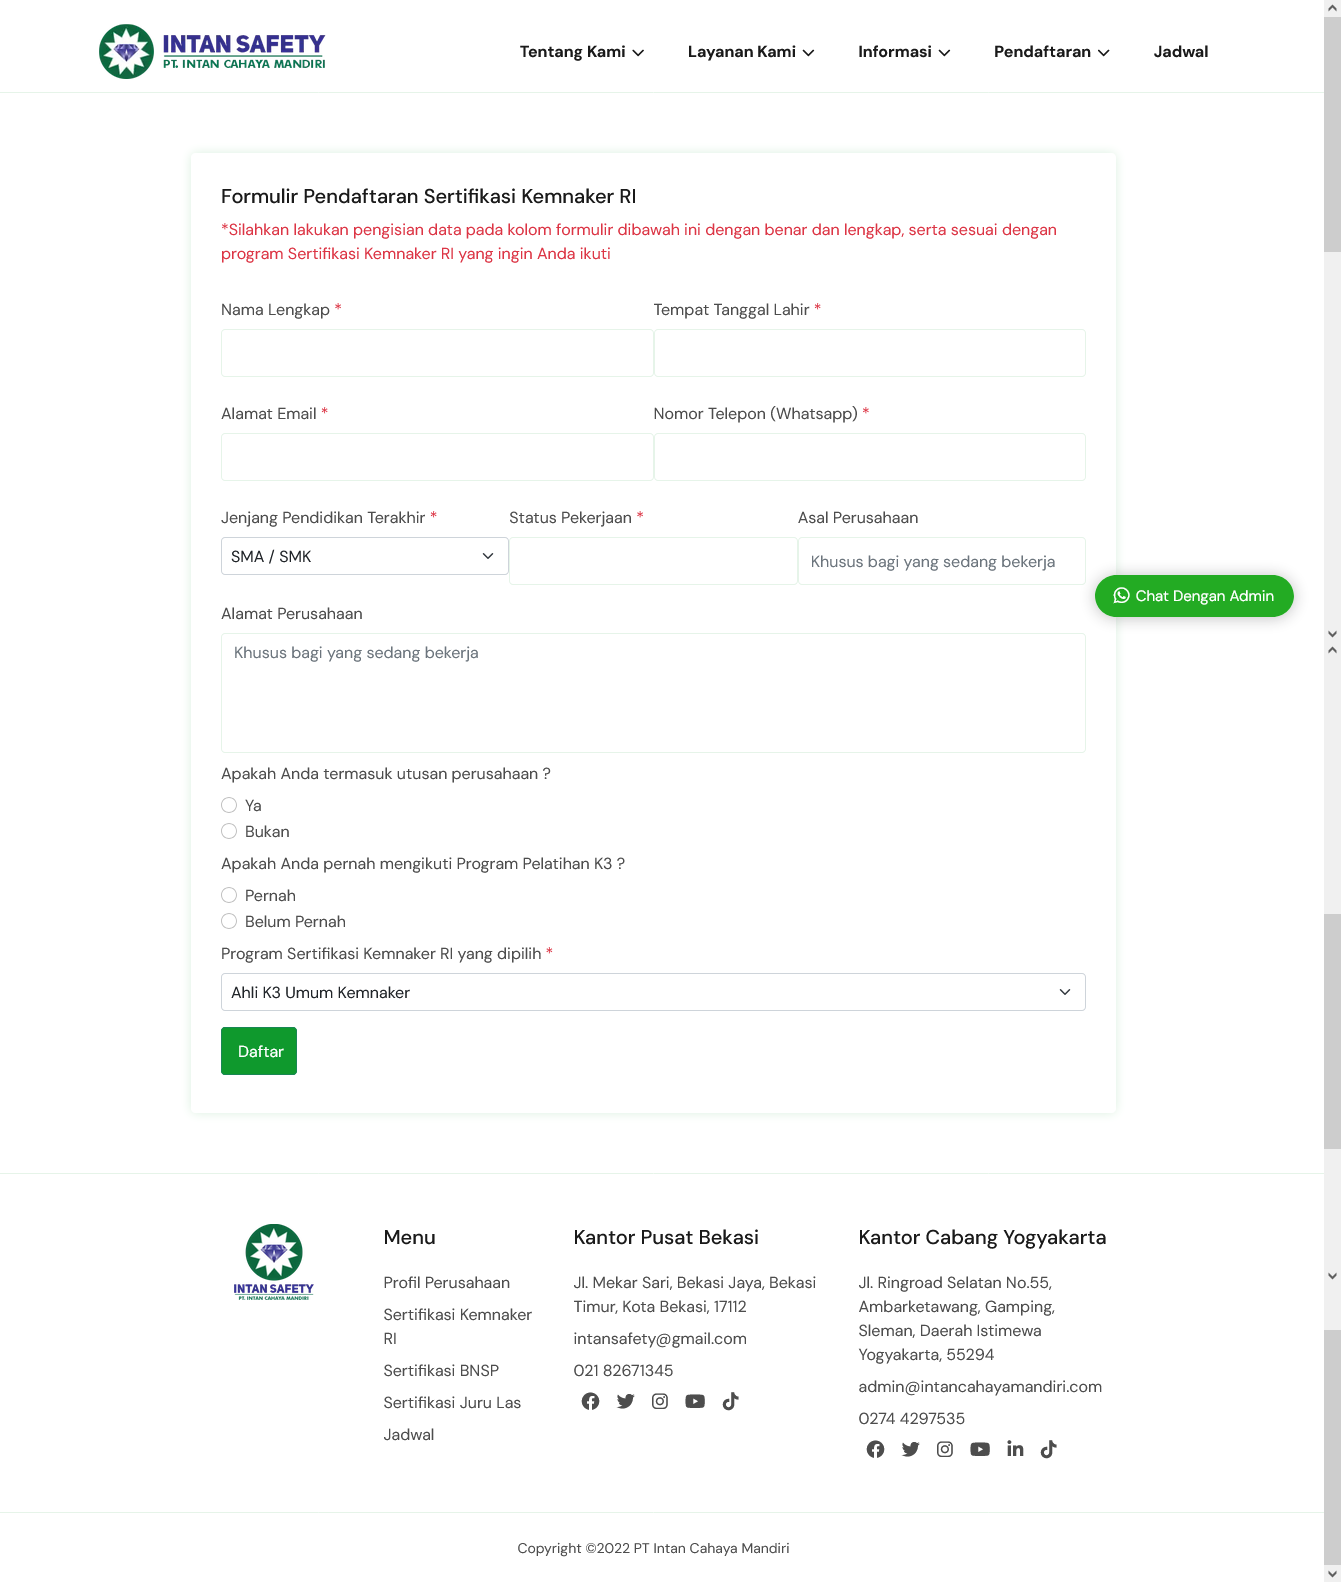 INTAN SAFETY
PT. INTAN CAHAYA MANDIRI
Tentang Kami
Layanan Kami
Informasi
Pendaftaran
Jadwal
Formulir Pendaftaran Sertifikasi Kemnaker RI
*Silahkan lakukan pengisian data pada kolom formulir dibawah ini dengan benar dan lengkap, serta sesuai dengan
program Sertifikasi Kemnaker RI yang ingin Anda ikuti
Nama Lengkap *
Tempat Tanggal Lahir *
Alamat Email *
Nomor Telepon (Whatsapp) *
Jenjang Pendidikan Terakhir *
Status Pekerjaan *
Asal Perusahaan
SMA / SMK
Khusus bagi yang sedang bekerja
Chat Dengan Admin
Alamat Perusahaan
Khusus bagi yang sedang bekerja
Apakah Anda termasuk utusan perusahaan ?
Ya
Bukan
Apakah Anda pernah mengikuti Program Pelatihan K3 ?
Pernah
Belum Pernah
Program Sertifikasi Kemnaker RI yang dipilih *
Ahli K3 Umum Kemnaker
Daftar
INTAN SAFETY
PT. INTAN CAHAYA MANDIRI
Menu
Profil Perusahaan
Sertifikasi Kemnaker
RI
Sertifikasi BNSP
Sertifikasi Juru Las
Jadwal
Kantor Pusat Bekasi
Jl. Mekar Sari, Bekasi Jaya, Bekasi
Timur, Kota Bekasi, 17112
intansafety@gmail.com
021 82671345
Kantor Cabang Yogyakarta
Jl. Ringroad Selatan No.55,
Ambarketawang, Gamping,
Sleman, Daerah Istimewa
Yogyakarta, 55294
admin@intancahayamandiri.com
0274 4297535
Copyright ©2022 PT Intan Cahaya Mandiri